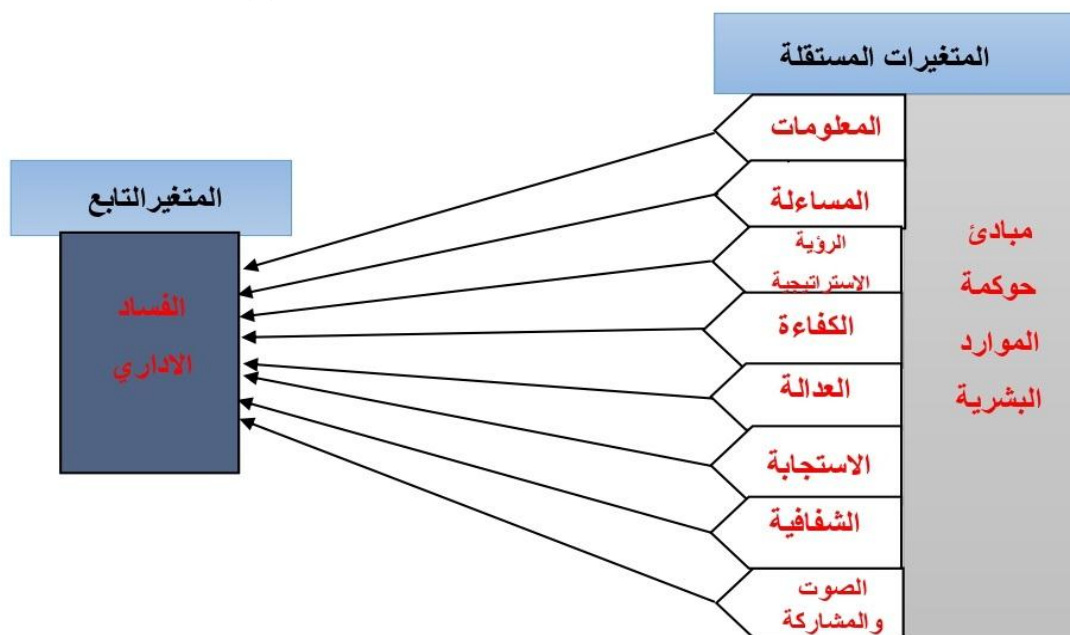 المتغيرات المستقلة
المعلومات
المساءلة
الرؤية
الاستراتيجية
الكفاءة
العدالة
الاستجابة
الشفافية
الصوت
والمشاركة
مبادئ
حوكمة
الموارد
البشرية
المتغيرالتابع
الفساد
الاداري